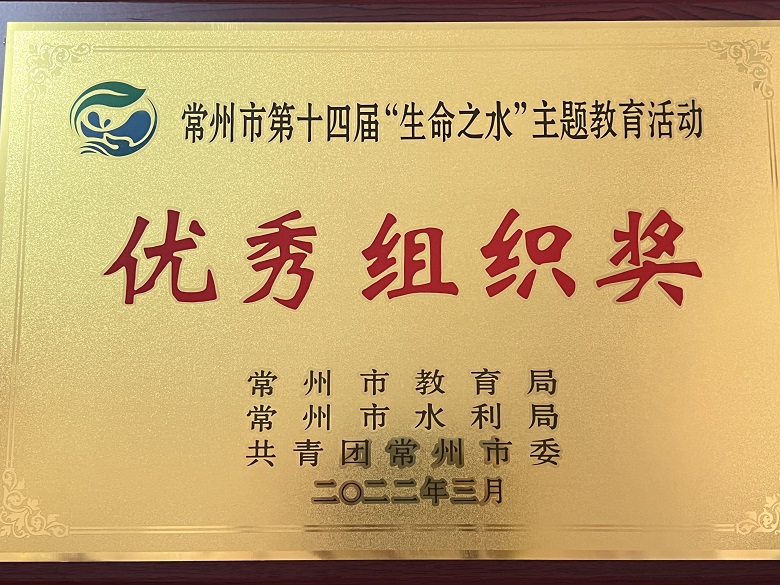 常州市第十四届“生命之水”主题教育活动
优秀组织奖
常州市教育局
常州市水利局
共青团常州市委
二〇二二年三月